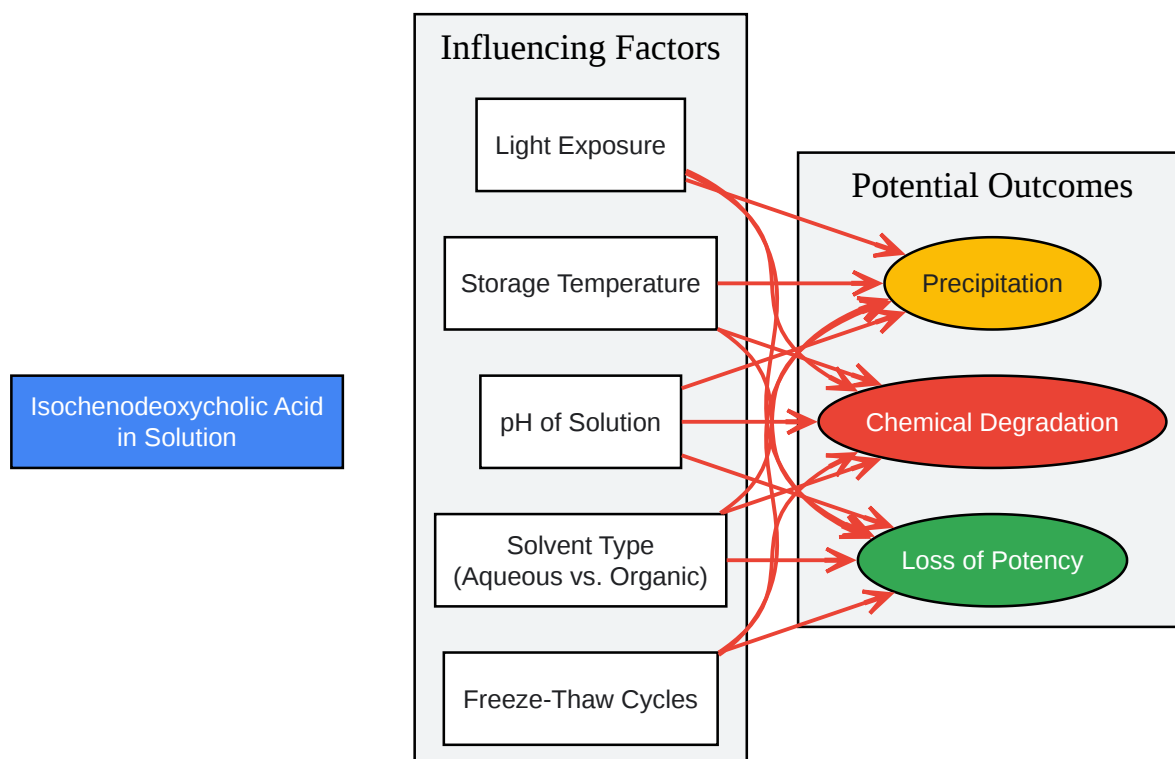 Isochenodeoxycholic Acid
in Solution
Influencing Factors
Light Exposure
Storage Temperature
pH of Solution
Solvent Type
(Aqueous vs. Organic)
Freeze-Thaw Cycles
Potential Outcomes
Precipitation
Chemical Degradation
Loss of Potency